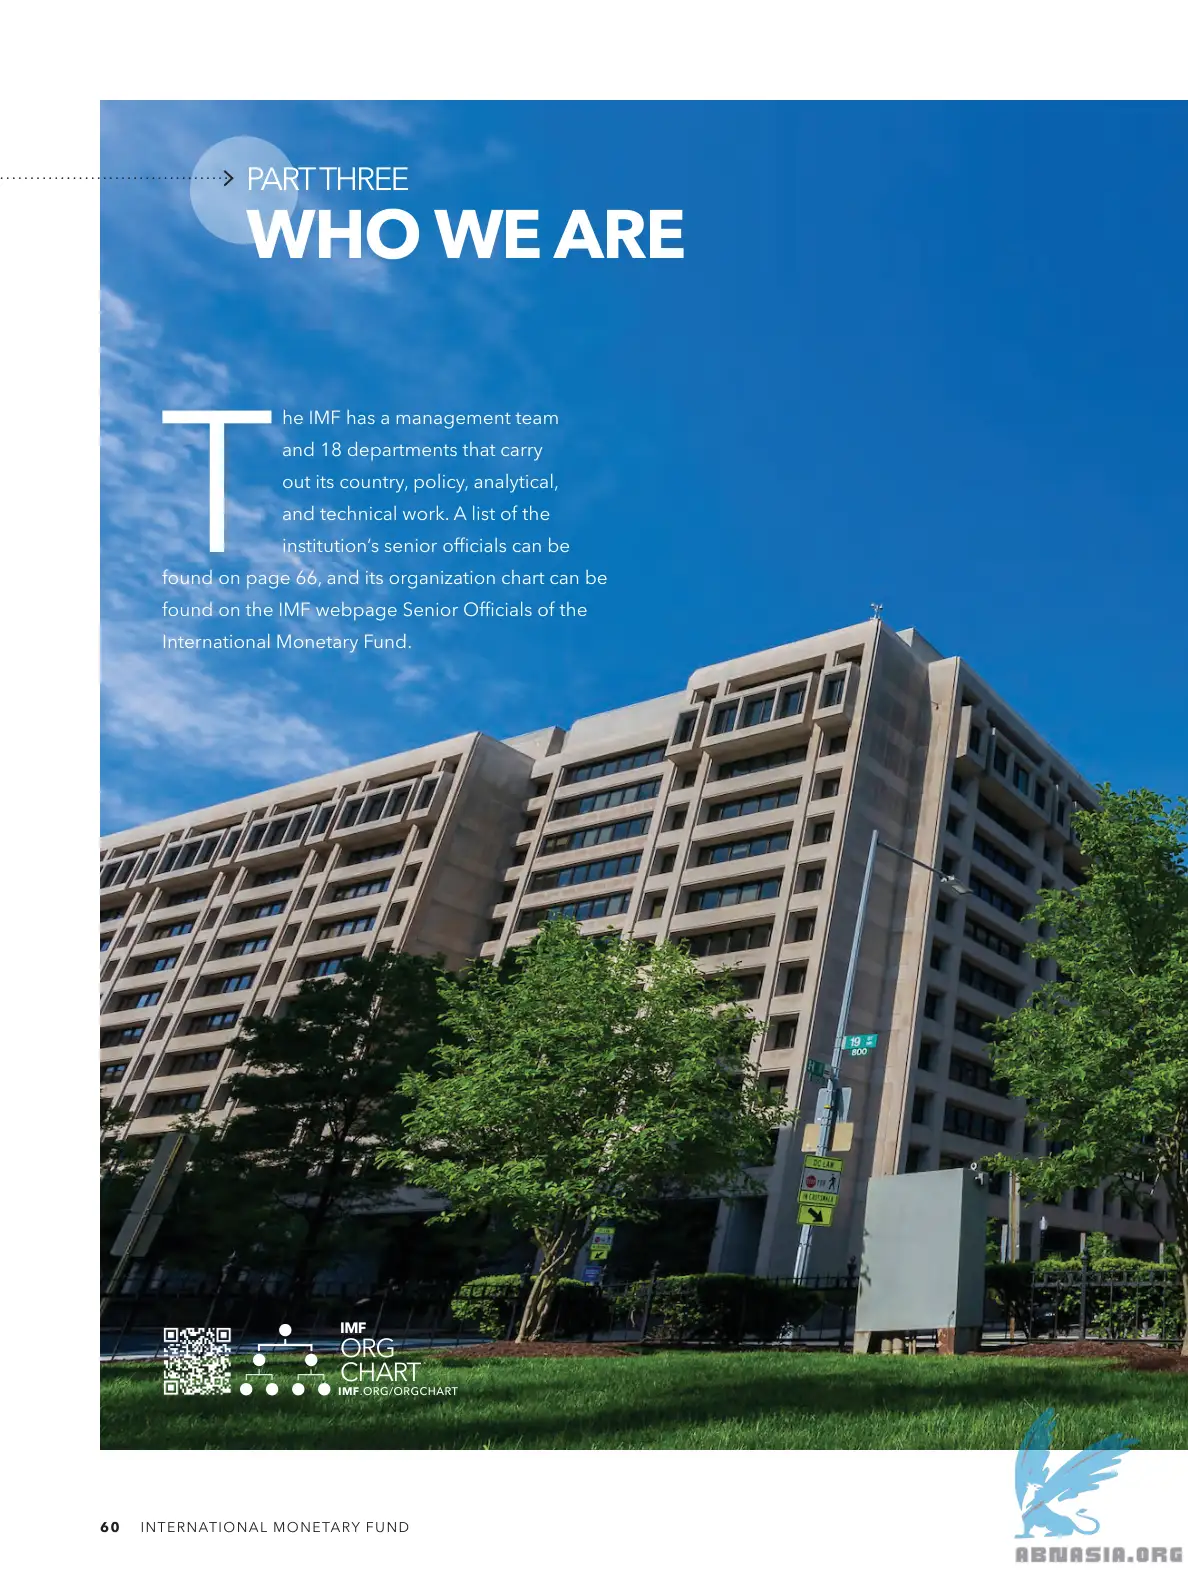 PART THREE
WHO WE ARE
The IMF has a management team
and 18 departments that carry
out its country, policy, analytical,
and technical work. A list of the
institution’s senior officials can be
found on page 66, and its organization chart can be
found on the IMF webpage Senior Officials of the
International Monetary Fund.
19 ST
800
DC LAW
STOP FOR
IN CROSSWALK
IMF
ORG
CHART
IMF.ORG/ORGCHART
60 INTERNATIONAL MONETARY FUND
ABNASIA.ORG